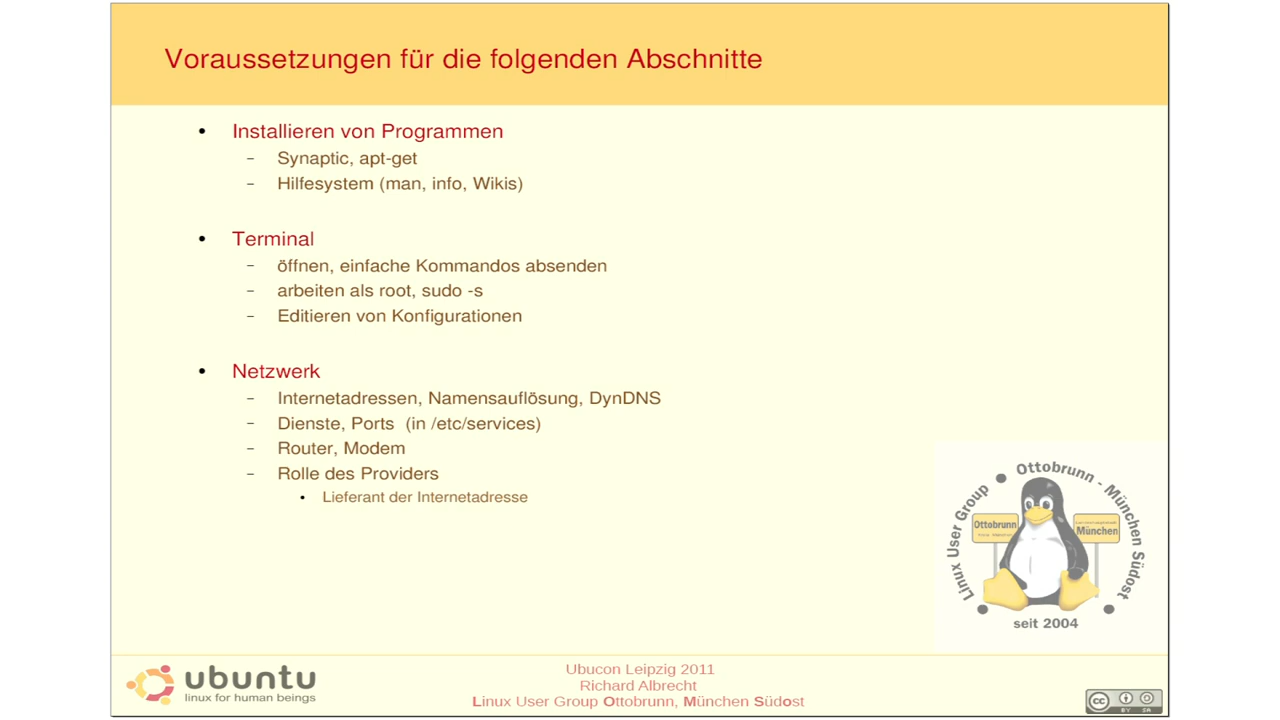 Voraussetzungen für die folgenden Abschnitte
• Installieren von Programmen
– Synaptic, apt-get
– Hilfesystem (man, info, Wikis)
• Terminal
– öffnen, einfache Kommandos absenden
– arbeiten als root, sudo -s
– Editieren von Konfigurationen
• Netzwerk
– Internetadressen, Namensauflösung, DynDNS
– Dienste, Ports (in /etc/services)
– Router, Modem
– Rolle des Providers
• Lieferant der Internetadresse
Linux User Group • Ottobrunn - München Südost
Ottobrunn
München
seit 2004
ubuntu
linux for human beings
Ubucon Leipzig 2011
Richard Albrecht
Linux User Group Ottobrunn, München Südost
cc
BY SA